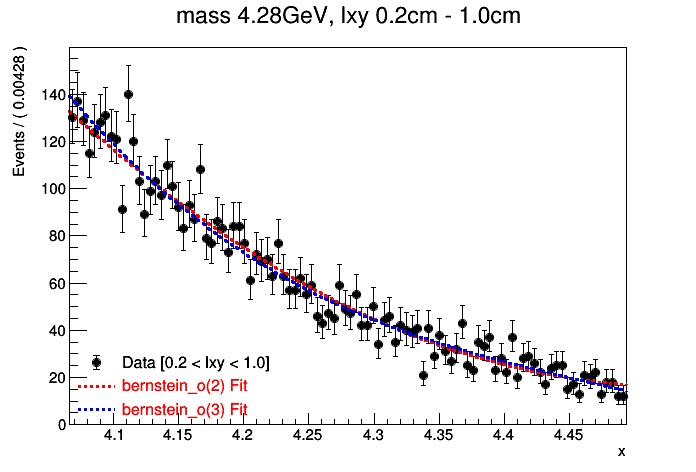 mass 4.28GeV, lxy 0.2cm - 1.0cm
Events / ( 0.00428 )
140
120
100
80
60
40
20
0
Data [0.2 < lxy < 1.0]
bernstein_o(2) Fit
bernstein_o(3) Fit
4.1 4.15 4.2 4.25 4.3 4.35 4.4 4.45
x